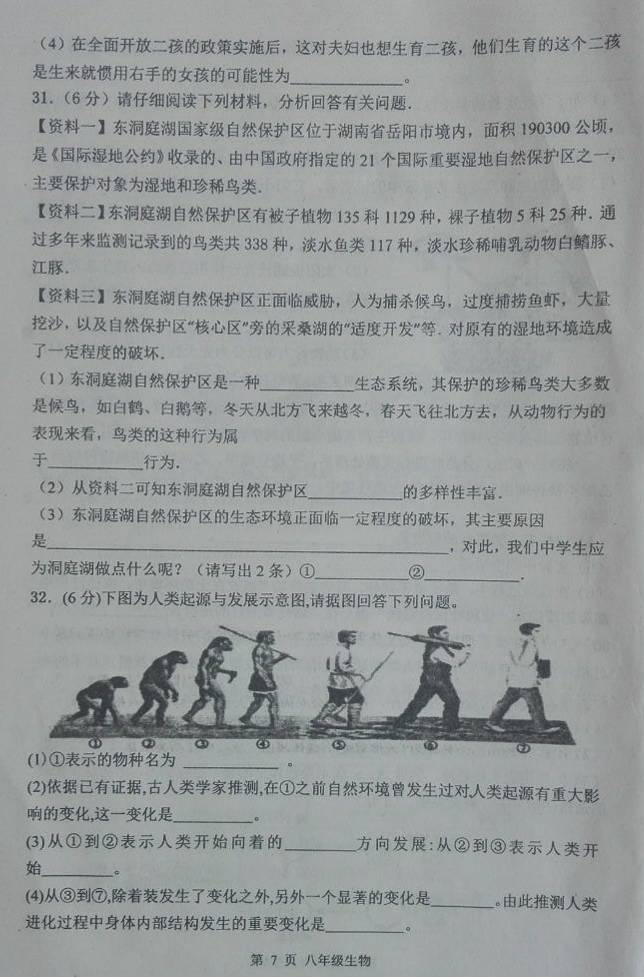 （4）在全面开放二孩的政策实施后，这对夫妇也想生育二孩，他们生育的这个二孩
是生来就惯用右手的女孩的可能性为____________。
31．（6 分）请仔细阅读下列材料，分析回答有关问题．
【资料一】东洞庭湖国家级自然保护区位于湖南省岳阳市境内，面积 190300 公顷，
是《国际湿地公约》收录的、由中国政府指定的 21 个国际重要湿地自然保护区之一，
主要保护对象为湿地和珍稀鸟类．
【资料二】东洞庭湖自然保护区有被子植物 135 科 1129 种，裸子植物 5 科 25 种．通
过多年来监测记录到的鸟类共 338 种，淡水鱼类 117 种，淡水珍稀哺乳动物白鱀豚、
江豚．
【资料三】东洞庭湖自然保护区正面临威胁，人为捕杀候鸟，过度捕捞鱼虾，大量
挖沙，以及自然保护区“核心区”旁的采桑湖的“适度开发”等．对原有的湿地环境造成
了一定程度的破坏．
（1）东洞庭湖自然保护区是一种____________生态系统，其保护的珍稀鸟类大多数
是候鸟，如白鹤、白鹅等，冬天从北方飞来越冬，春天飞往北方去，从动物行为的
表现来看，鸟类的这种行为属
于____________行为．
（2）从资料二可知东洞庭湖自然保护区____________的多样性丰富．
（3）东洞庭湖自然保护区的生态环境正面临一定程度的破坏，其主要原因
是____________________________________________________，对此，我们中学生应
为洞庭湖做点什么呢？（请写出 2 条）①____________②____________．
32．(6 分)下图为人类起源与发展示意图,请据图回答下列问题。
① ② ③ ④ ⑤ ⑥ ⑦
(1)①表示的物种名为 ____________ 。
(2)依据已有证据,古人类学家推测,在①之前自然环境曾发生过对人类起源有重大影
响的变化,这一变化是__________。
(3)从①到②表示人类开始向着的_________方向发展;从②到③表示人类开
始_________。
(4)从③到⑦,除着装发生了变化之外,另外一个显著的变化是________。由此推测人类
进化过程中身体内部结构发生的重要变化是__________。
第 7 页 八年级生物